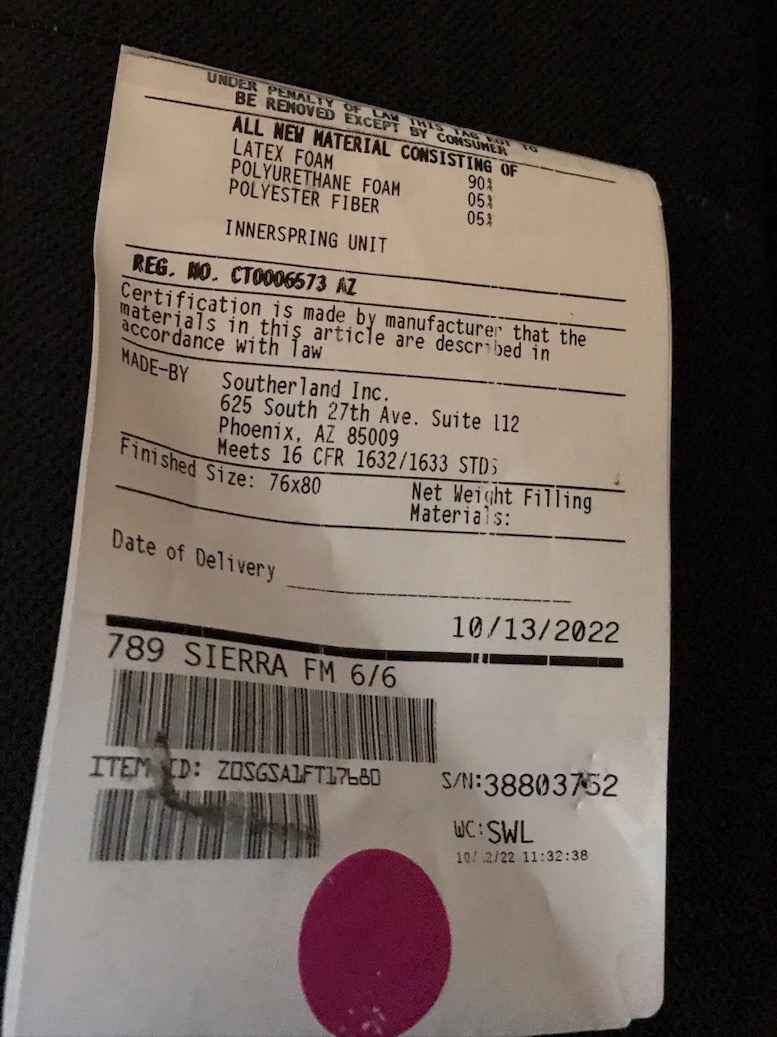 UNDER PENALTY OF LAW THIS TAG NOT TO
BE REMOVED EXCEPT BY CONSUMER
ALL NEW MATERIAL CONSISTING OF
LATEX FOAM 90%
POLYURETHANE FOAM 05%
POLYESTER FIBER 05%
INNERSPRING UNIT
REG. NO. CT0006573 AZ
Certification is made by manufacturer that the
materials in this article are described in
accordance with law
MADE-BY Southerland Inc.
625 South 27th Ave. Suite 112
Phoenix, AZ 85009
Meets 16 CFR 1632/1633 STDS
Finished Size: 76x80 Net Weight Filling
Materials:
Date of Delivery
10/13/2022
789 SIERRA FM 6/6
ITEM ID: ZOSGSA1FT17680 S/N:38803752
WC:SWL
11:32:38